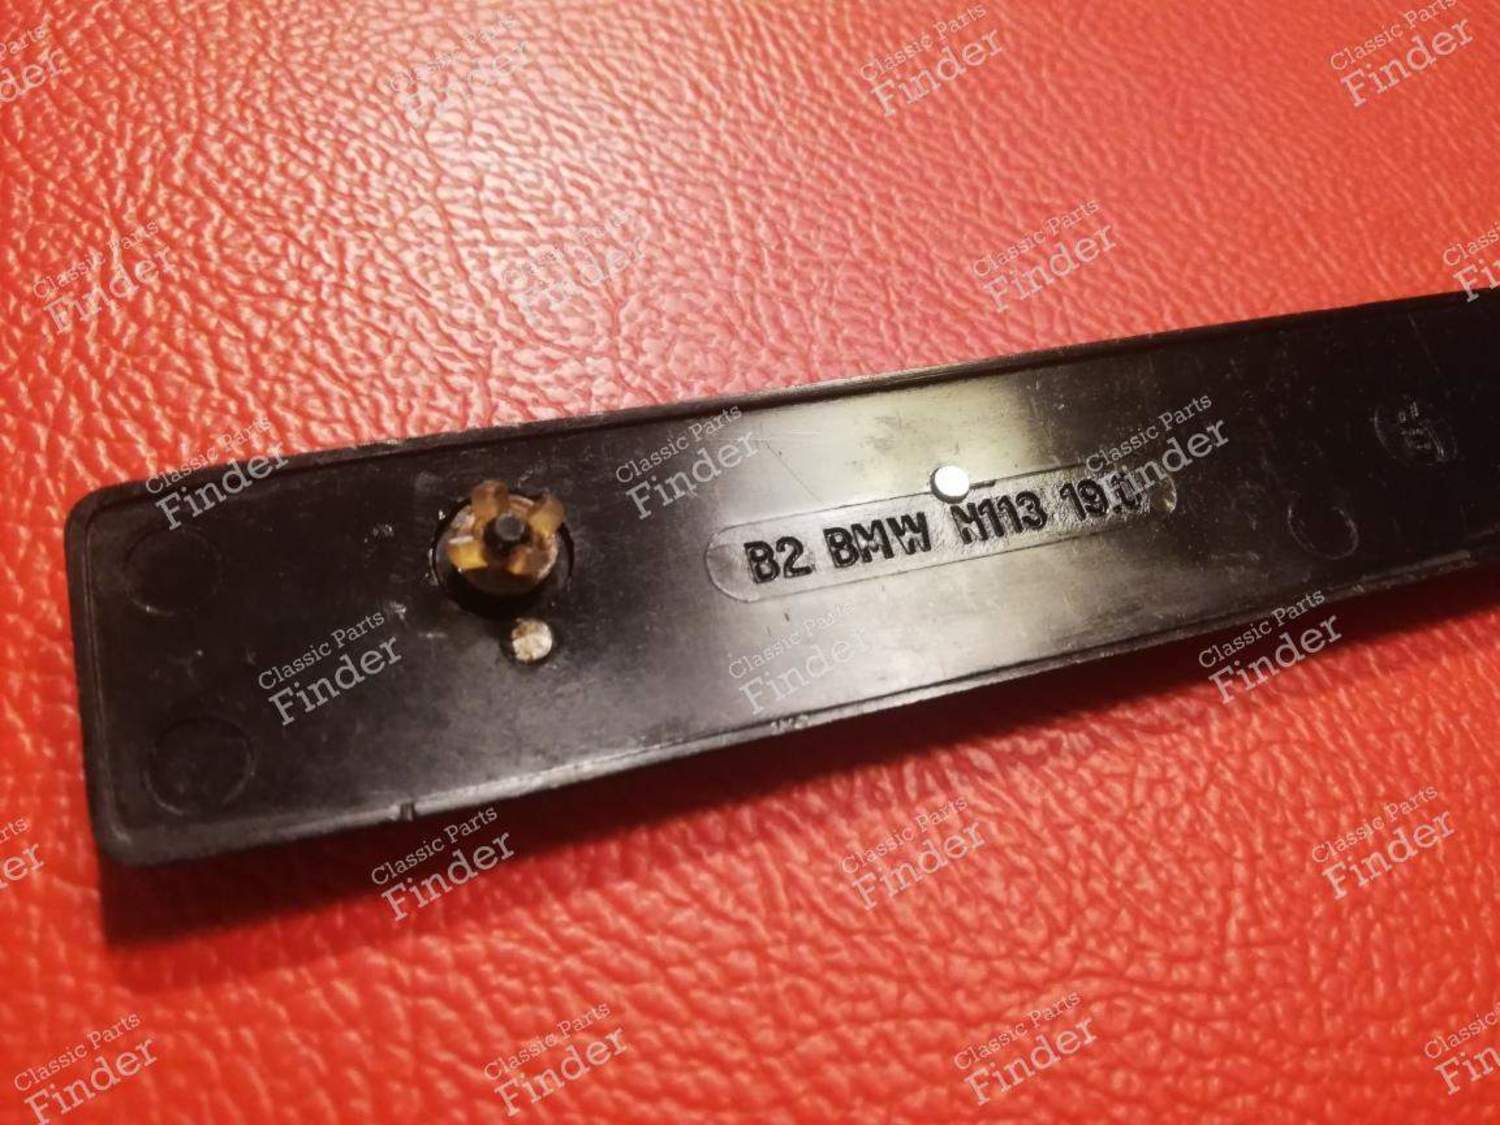 B2 BMW M113 19.0
Classic Parts
Finder